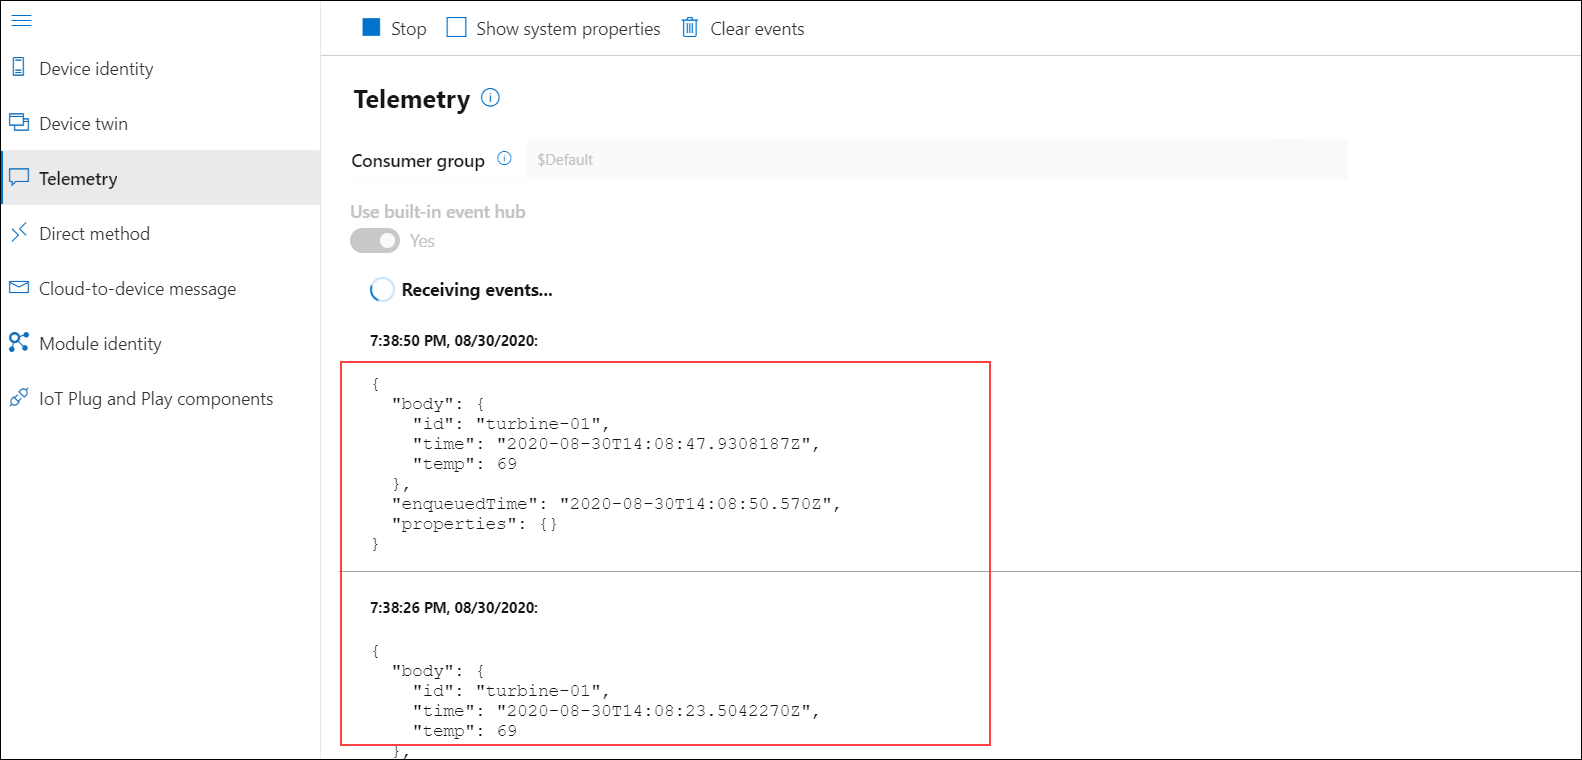 Stop Show system properties Clear events
Device identity
Device twin
Telemetry
Direct method
Cloud-to-device message
Module identity
IoT Plug and Play components
Telemetry
Consumer group $Default
Use built-in event hub
Yes
Receiving events...
7:38:50 PM, 08/30/2020:
{
"body": {
"id": "turbine-01",
"time": "2020-08-30T14:08:47.9308187Z",
"temp": 69
},
"enqueuedTime": "2020-08-30T14:08:50.570Z",
"properties": {}
}
7:38:26 PM, 08/30/2020:
{
"body": {
"id": "turbine-01",
"time": "2020-08-30T14:08:23.5042270Z",
"temp": 69
},